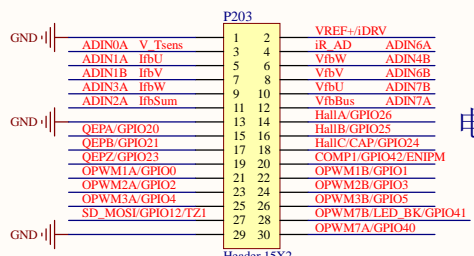 P203
GND 1 2 VREF+/iDRV
ADIN0A V_Tsens 3 4 iR_AD ADIN6A
ADIN1A IfbU 5 6 VfbW ADIN4B
ADIN1B IfbV 7 8 VfbV ADIN6B
ADIN3A IfbW 9 10 VfbU ADIN7B
ADIN2A IfbSum 11 12 VfbBus ADIN7A
GND 13 14 HallA/GPIO26
QEPA/GPIO20 15 16 HallB/GPIO25
QEPB/GPIO21 17 18 HallC/CAP/GPIO24
QEPZ/GPIO23 19 20 COMP1/GPIO42/ENIPM
OPWM1A/GPIO0 21 22 OPWM1B/GPIO1
OPWM2A/GPIO2 23 24 OPWM2B/GPIO3
OPWM3A/GPIO4 25 26 OPWM3B/GPIO5
SD_MOSI/GPIO12/TZ1 27 28 OPWM7B/LED_BK/GPIO41
GND 29 30 OPWM7A/GPIO40
Header 15X2